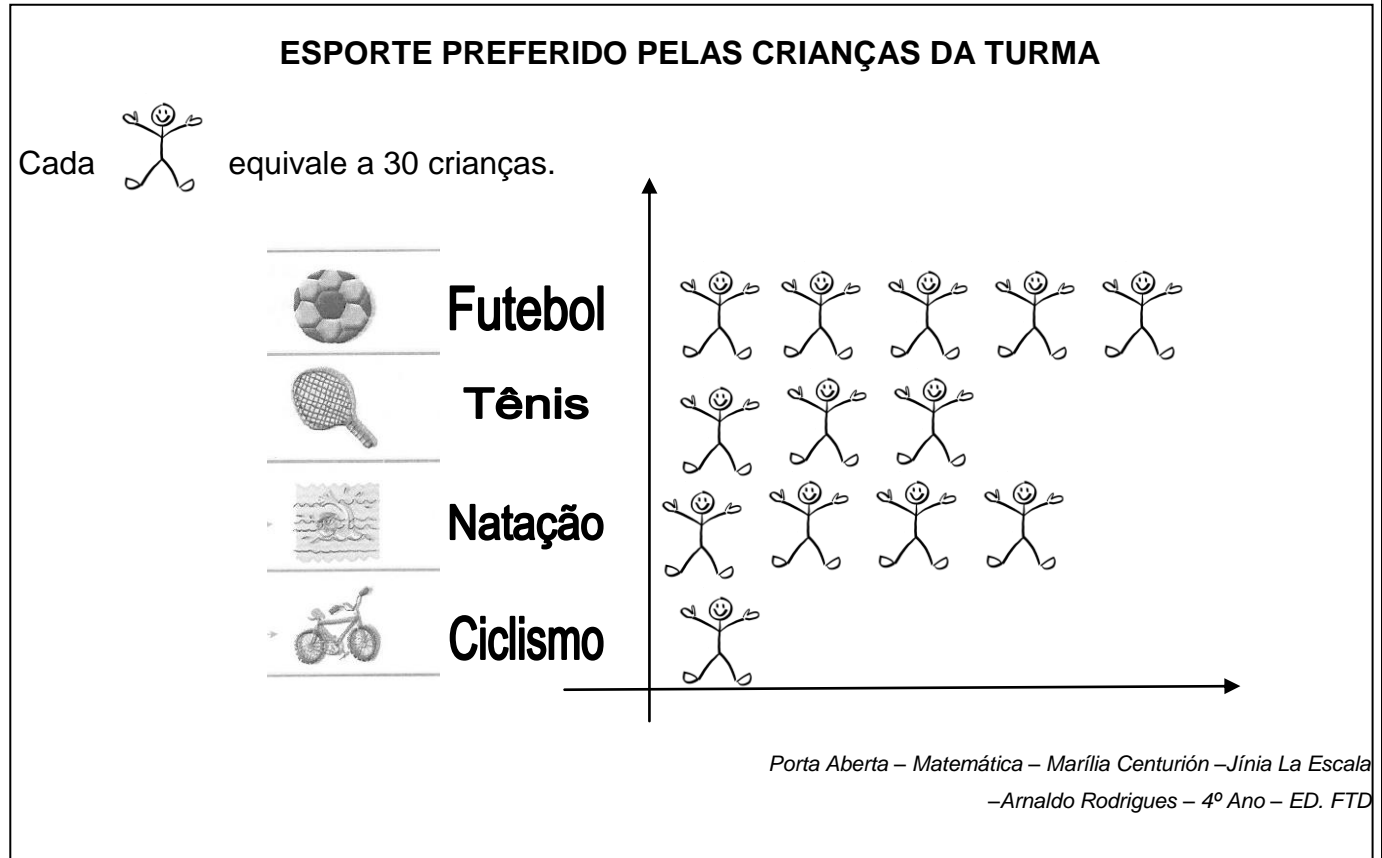 ESPORTE PREFERIDO PELAS CRIANÇAS DA TURMA
Cada equivale a 30 crianças.
Futebol
Tênis
Natação
Ciclismo
Porta Aberta – Matemática – Marília Centurión –Jínia La Escala
–Arnaldo Rodrigues – 4º Ano – ED. FTD